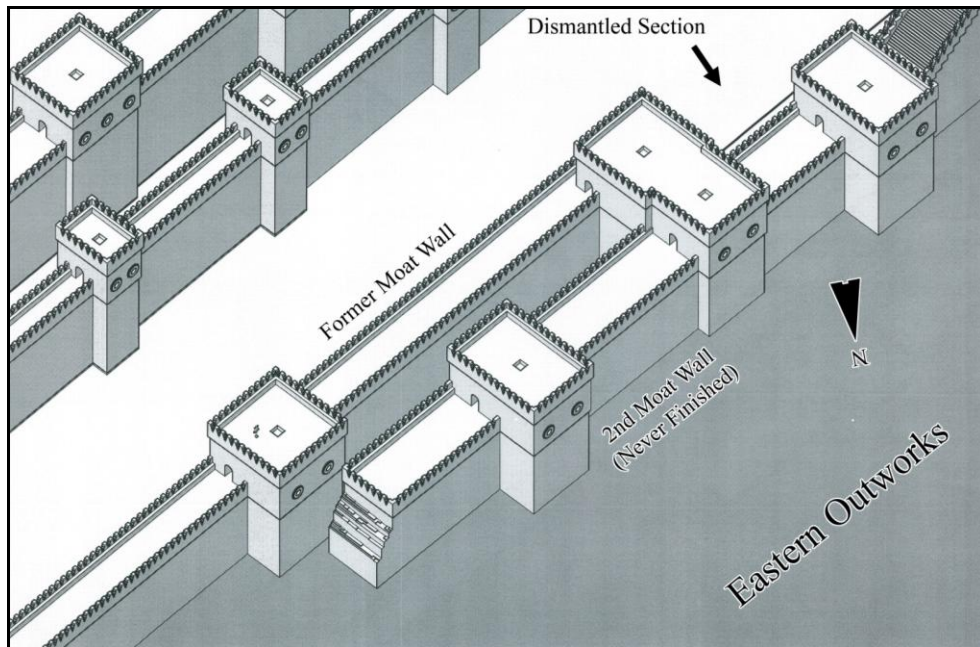 Dismantled Section
Former Moat Wall
2nd Moat Wall
(Never Finished)
N
Eastern Outworks